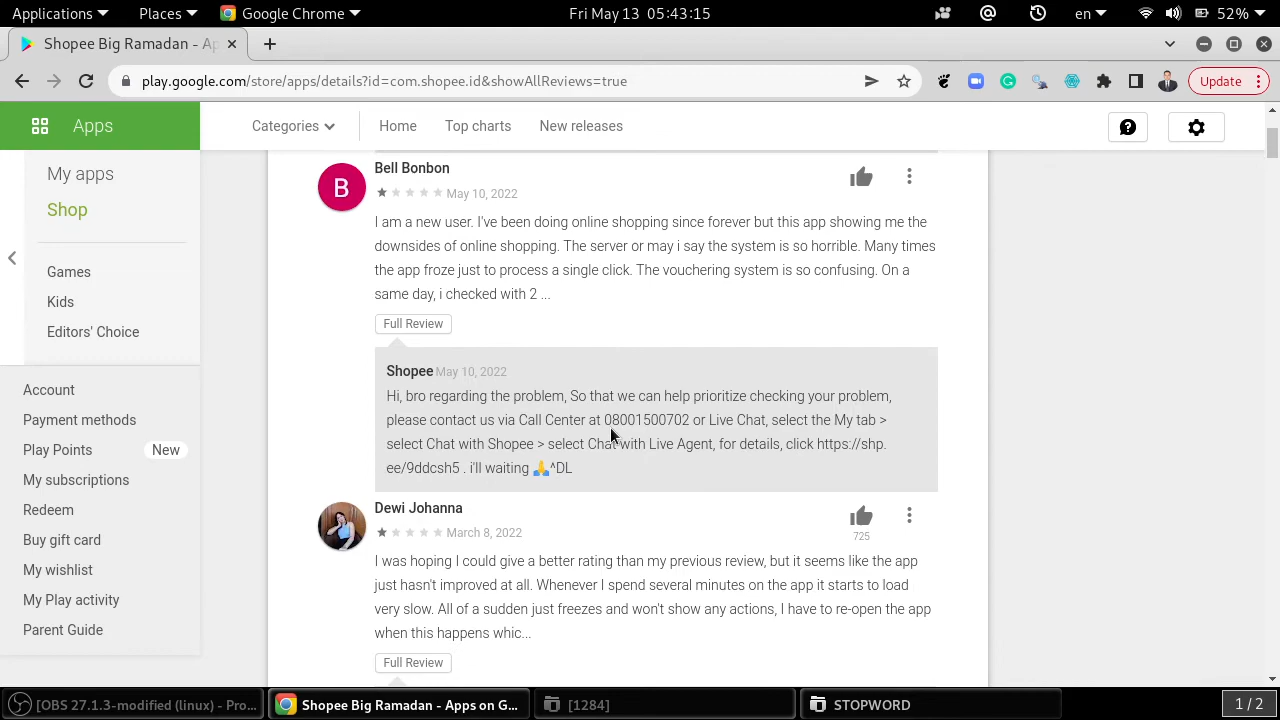 Applications Places Google Chrome Fri May 13 05:43:15 en 52%
Shopee Big Ramadan - Ap
play.google.com/store/apps/details?id=com.shopee.id&showAllReviews=true Update
Apps Categories Home Top charts New releases
My apps
Shop
Games
Kids
Editors' Choice
Account
Payment methods
Play Points New
My subscriptions
Redeem
Buy gift card
My wishlist
My Play activity
Parent Guide
B
Bell Bonbon
May 10, 2022
I am a new user. I've been doing online shopping since forever but this app showing me the
downsides of online shopping. The server or may i say the system is so horrible. Many times
the app froze just to process a single click. The vouchering system is so confusing. On a
same day, i checked with 2 ...
Full Review
Shopee May 10, 2022
Hi, bro regarding the problem, So that we can help prioritize checking your problem,
please contact us via Call Center at 08001500702 or Live Chat, select the My tab >
select Chat with Shopee > select Chat with Live Agent, for details, click https://shp.
ee/9ddcsh5 . i'll waiting 🙏^DL
Dewi Johanna
March 8, 2022
725
I was hoping I could give a better rating than my previous review, but it seems like the app
just hasn't improved at all. Whenever I spend several minutes on the app it starts to load
very slow. All of a sudden just freezes and won't show any actions, I have to re-open the app
when this happens whic...
Full Review
[OBS 27.1.3-modified (linux) - Pro... Shopee Big Ramadan - Apps on G... [1284] STOPWORD 1 / 2